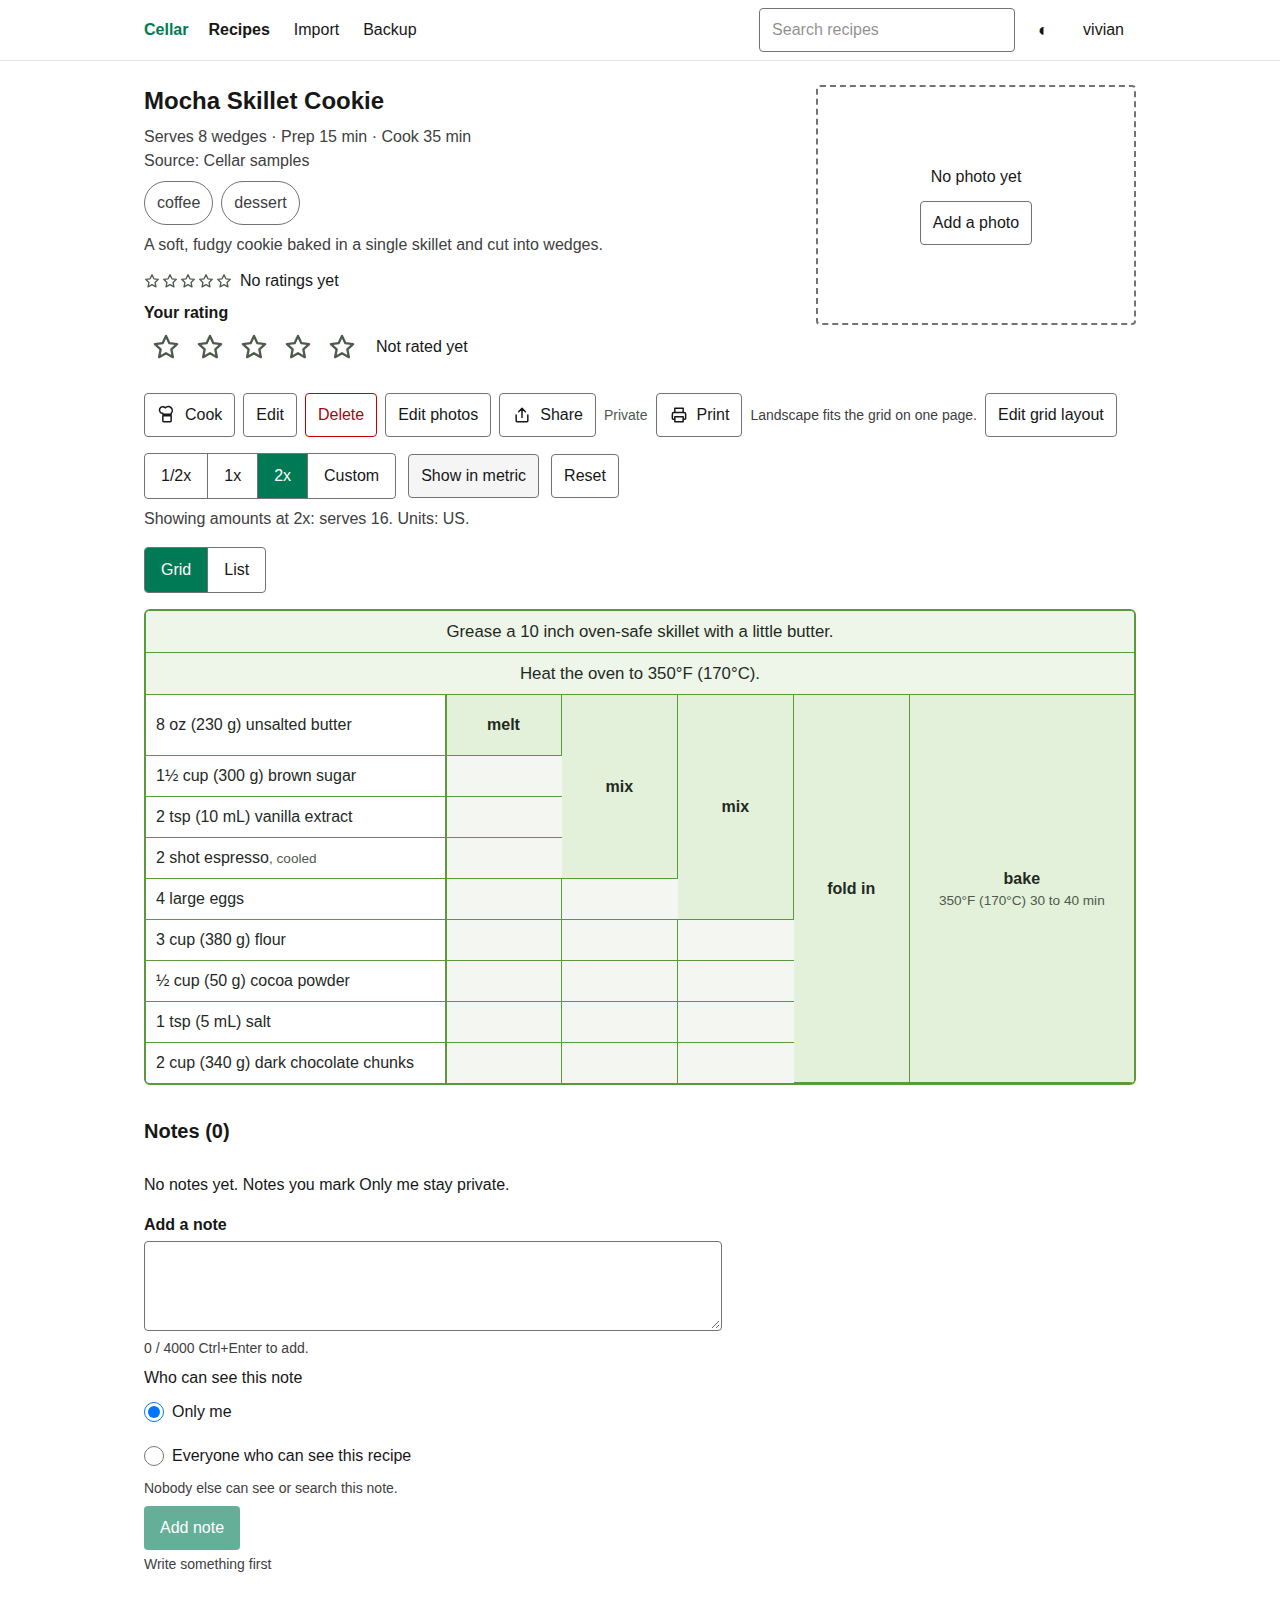 Cellar Recipes Import Backup Search recipes vivian
Mocha Skillet Cookie
Serves 8 wedges · Prep 15 min · Cook 35 min
Source: Cellar samples
coffee dessert
A soft, fudgy cookie baked in a single skillet and cut into wedges.
No ratings yet
Your rating
Not rated yet
No photo yet
Add a photo
Cook Edit Delete Edit photos Share Private Print Landscape fits the grid on one page. Edit grid layout
1/2x 1x 2x Custom Show in metric Reset
Showing amounts at 2x: serves 16. Units: US.
Grid List
Grease a 10 inch oven-safe skillet with a little butter.
Heat the oven to 350°F (170°C).
8 oz (230 g) unsalted butter
melt
1½ cup (300 g) brown sugar
mix
2 tsp (10 mL) vanilla extract
mix
2 shot espresso, cooled
4 large eggs
fold in
bake
350°F (170°C) 30 to 40 min
3 cup (380 g) flour
½ cup (50 g) cocoa powder
1 tsp (5 mL) salt
2 cup (340 g) dark chocolate chunks
Notes (0)
No notes yet. Notes you mark Only me stay private.
Add a note
0 / 4000 Ctrl+Enter to add.
Who can see this note
Only me
Everyone who can see this recipe
Nobody else can see or search this note.
Add note
Write something first